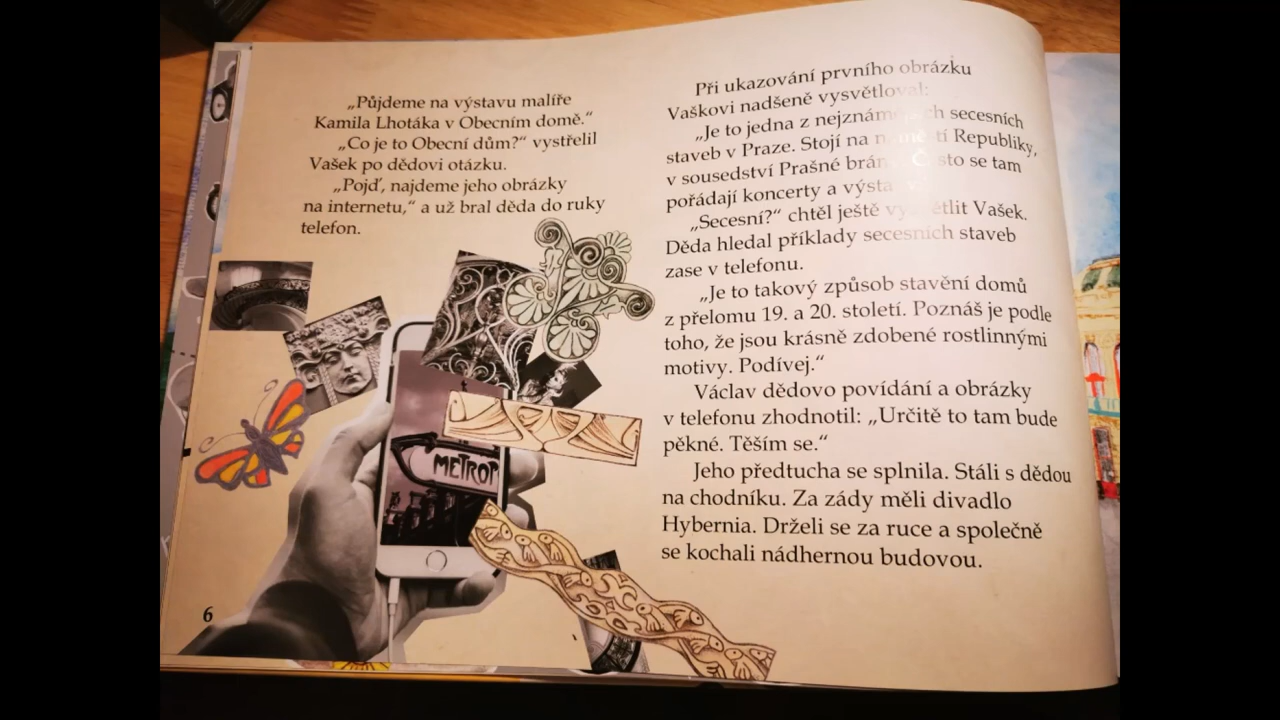 „Půjdeme na výstavu malíře
Kamila Lhotáka v Obecním domě.“
„Co je to Obecní dům?“ vystřelil
Vašek po dědovi otázku.
„Pojď, najdeme jeho obrázky
na internetu,“ a už bral děda do ruky
telefon.
METROP
6
Při ukazování prvního obrázku
Vaškovi nadšeně vysvětloval:
„Je to jedna z nejznámějších secesních
staveb v Praze. Stojí na náměstí Republiky,
v sousedství Prašné brány. Často se tam
pořádají koncerty a výstavy.“
„Secesní?“ chtěl ještě vysvětlit Vašek.
Děda hledal příklady secesních staveb
zase v telefonu.
„Je to takový způsob stavění domů
z přelomu 19. a 20. století. Poznáš je podle
toho, že jsou krásně zdobené rostlinnými
motivy. Podívej.“
Václav dědovo povídání a obrázky
v telefonu zhodnotil: „Určitě to tam bude
pěkné. Těším se.“
Jeho předtucha se splnila. Stáli s dědou
na chodníku. Za zády měli divadlo
Hybernia. Drželi se za ruce a společně
se kochali nádhernou budovou.